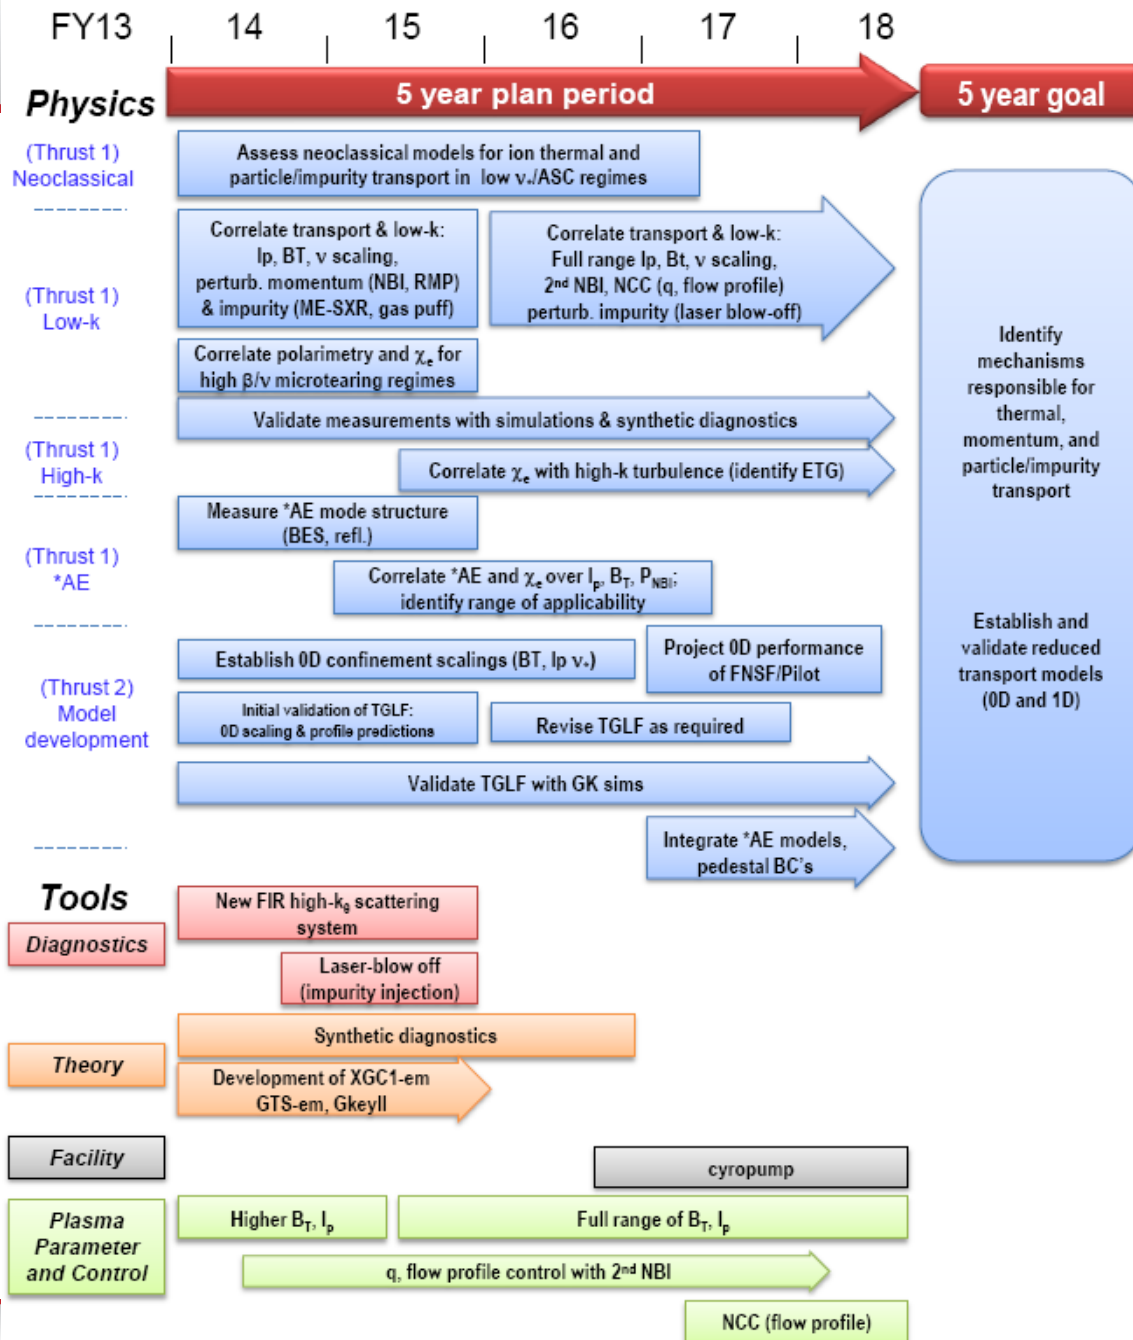 FY13 14 15 16 17 18
5 year plan period
5 year goal
Physics
(Thrust 1)
Neoclassical
Assess neoclassical models for ion thermal and
particle/impurity transport in low ν*/ASC regimes
(Thrust 1)
Low-k
Correlate transport & low-k:
Ip, BT, ν scaling,
perturb. momentum (NBI, RMP)
& impurity (ME-SXR, gas puff)
Correlate transport & low-k:
Full range Ip, Bt, ν scaling,
2nd NBI, NCC (q, flow profile)
perturb. impurity (laser blow-off)
Correlate polarimetry and χe for
high β/ν microtearing regimes
Validate measurements with simulations & synthetic diagnostics
(Thrust 1)
High-k
Correlate χe with high-k turbulence (identify ETG)
(Thrust 1)
*AE
Measure *AE mode structure
(BES, refl.)
Correlate *AE and χe over Ip, BT, PNBI;
identify range of applicability
(Thrust 2)
Model
development
Establish 0D confinement scalings (BT, Ip ν*)
Project 0D performance
of FNSF/Pilot
Initial validation of TGLF:
0D scaling & profile predictions
Revise TGLF as required
Validate TGLF with GK sims
Integrate *AE models,
pedestal BC's
Identify
mechanisms
responsible for
thermal,
momentum, and
particle/impurity
transport
Establish and
validate reduced
transport models
(0D and 1D)
Tools
Diagnostics
New FIR high-kθ scattering
system
Laser-blow off
(impurity injection)
Theory
Synthetic diagnostics
Development of XGC1-em
GTS-em, Gkeyll
Facility
cyropump
Plasma
Parameter
and Control
Higher BT, Ip
Full range of BT, Ip
q, flow profile control with 2nd NBI
NCC (flow profile)